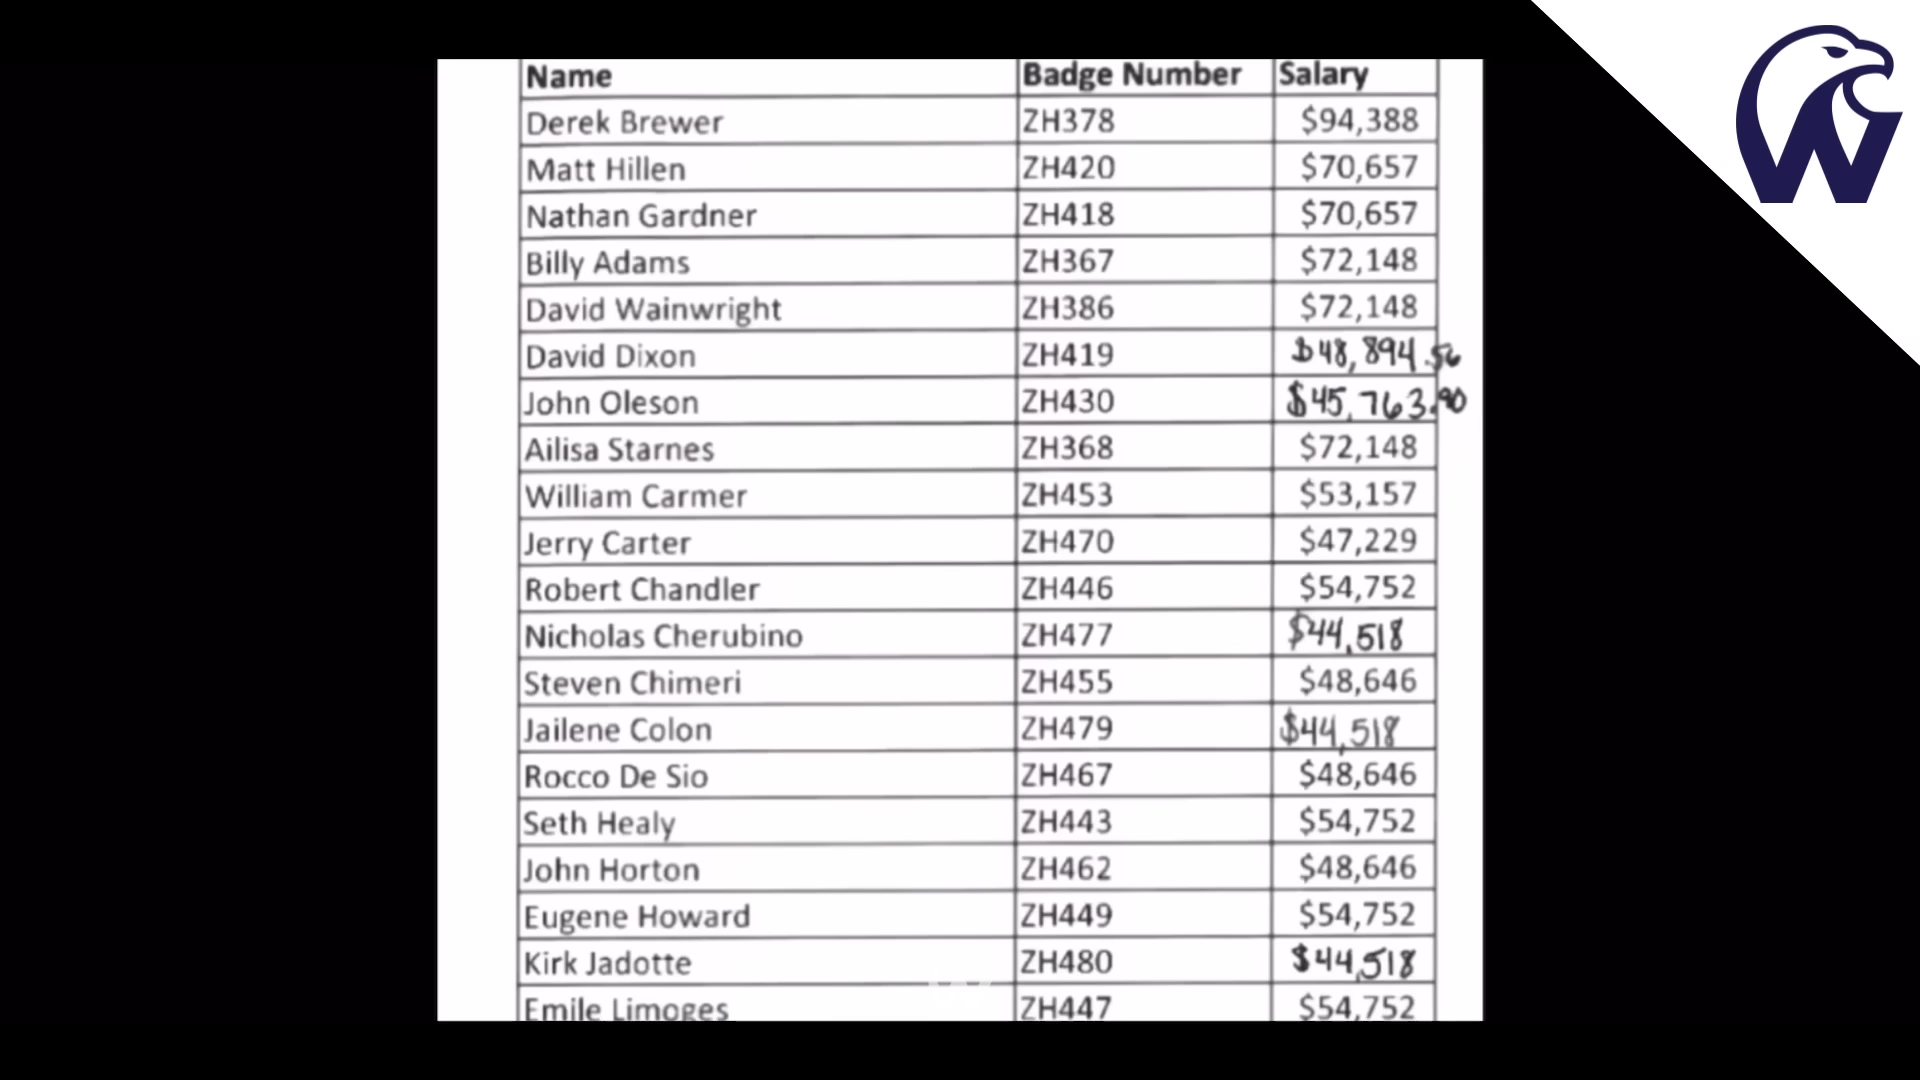 Name Badge Number Salary
Derek Brewer ZH378 $94,388
Matt Hillen ZH420 $70,657
Nathan Gardner ZH418 $70,657
Billy Adams ZH367 $72,148
David Wainwright ZH386 $72,148
David Dixon ZH419 $48,894.56
John Oleson ZH430 $45,763.90
Ailisa Starnes ZH368 $72,148
William Carmer ZH453 $53,157
Jerry Carter ZH470 $47,229
Robert Chandler ZH446 $54,752
Nicholas Cherubino ZH477 $44,518
Steven Chimeri ZH455 $48,646
Jailene Colon ZH479 $44,518
Rocco De Sio ZH467 $48,646
Seth Healy ZH443 $54,752
John Horton ZH462 $48,646
Eugene Howard ZH449 $54,752
Kirk Jadotte ZH480 $44,518
Emile Limoges ZH447 $54,752